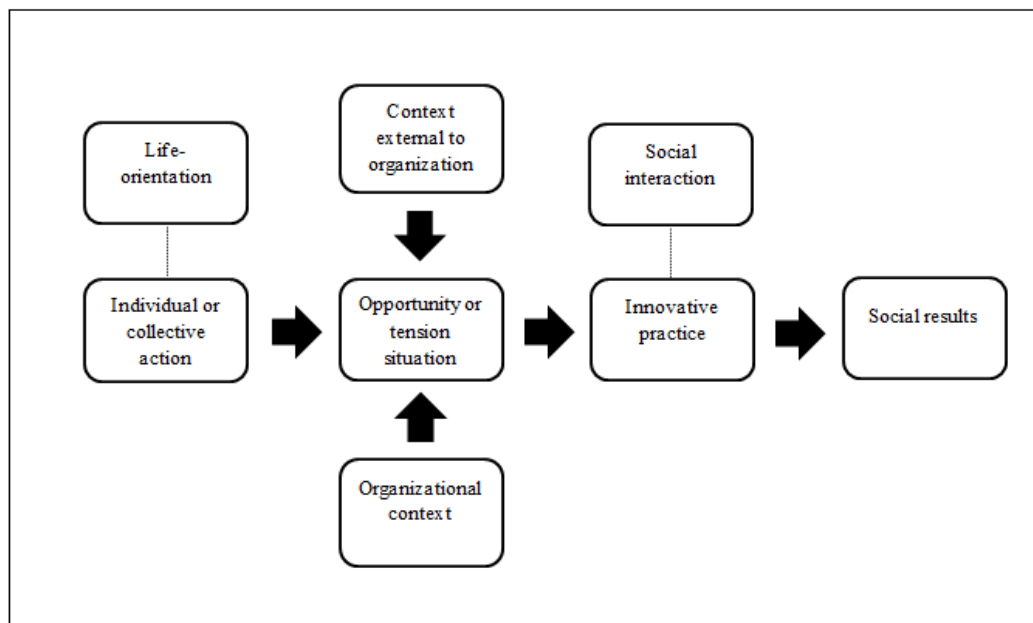 Context
external to
organization
Life-
orientation
Social
interaction
Individual or
collective
action
Opportunity or
tension
situation
Innovative
practice
Social results
Organizational
context